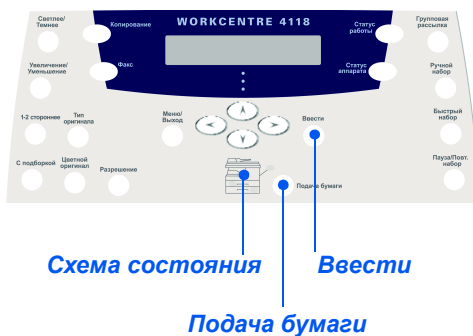 Светлее/
Темнее
Копирование
WORKCENTRE 4118
Статус
работы
Групповая
рассылка
Увеличение/
Уменьшение
Факс
Статус
аппарата
Ручной
набор
1-2 стороннее
Тип
оригинала
Меню/
Выход
Ввести
Быстрый
набор
С подборкой
Цветной
оригинал
Разрешение
Подача бумаги
Пауза/Повт.
набор
Схема состояния
Ввести
Подача бумаги